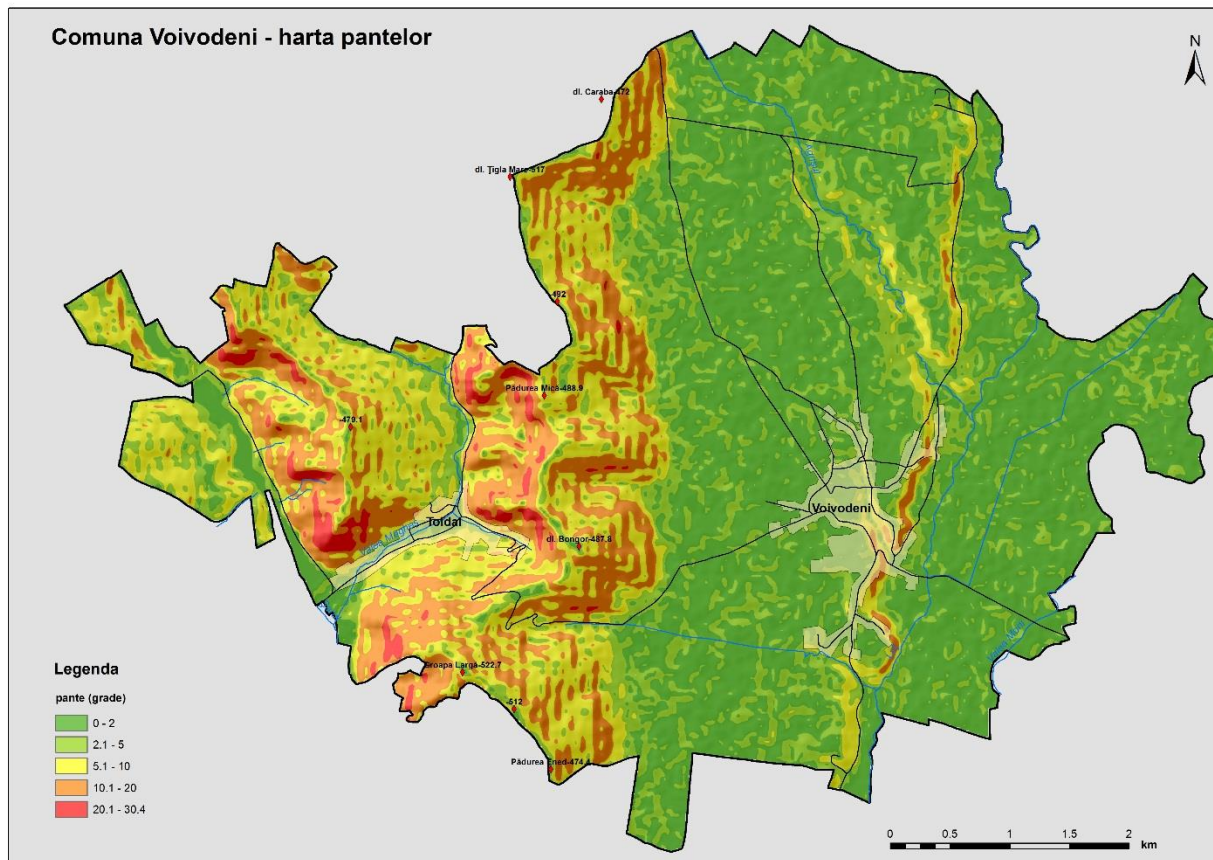 Comuna Voivodeni - harta pantelor
N
dl. Caraba-472
dl. Țigla Mare-517
-492
Pădurea Mică-488.9
-479.1
Voivodeni
Toldal
dl. Bongor-487.8
Groapa Largă-522.7
-512
Pădurea Ened-474.4
Legenda
pante (grade)
0 - 2
2.1 - 5
5.1 - 10
10.1 - 20
20.1 - 30.4
0 0.5 1 1.5 2
km